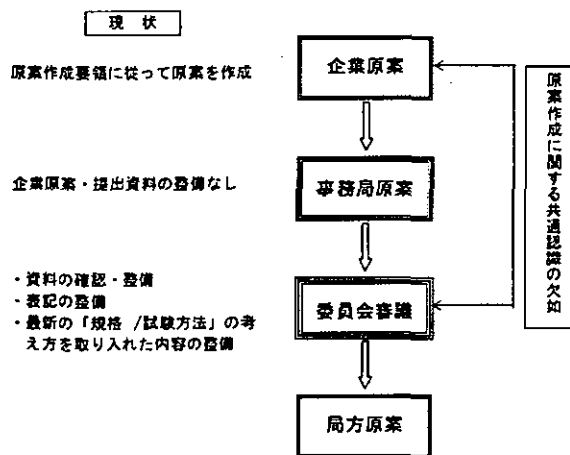 現 状
原案作成要領に従って原案を作成
企業原案
企業原案・提出資料の整備なし
事務局原案
・資料の確認・整備
・表記の整備
・最新の「規格 /試験方法」の考
え方を取り入れた内容の整備
委員会審議
局方原案
原案作成に関する共通認識の欠如